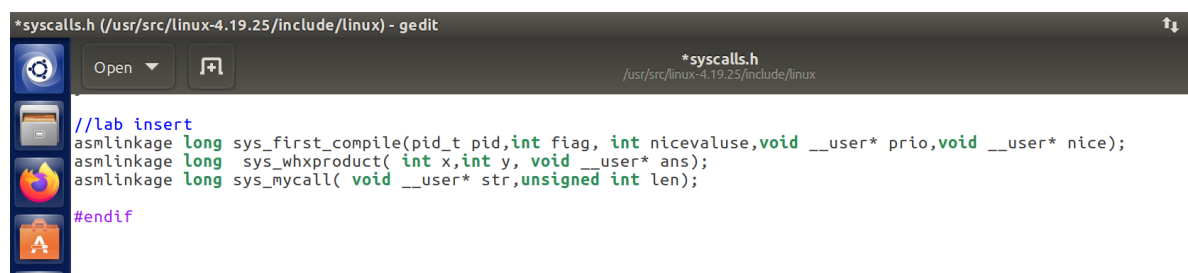 *syscalls.h (/usr/src/linux-4.19.25/include/linux) - gedit
Open
*syscalls.h
/usr/src/linux-4.19.25/include/linux
//lab insert
asmlinkage long sys_first_compile(pid_t pid,int fiag, int nicevaluse,void __user* prio,void __user* nice);
asmlinkage long  sys_whxproduct( int x,int y, void __user* ans);
asmlinkage long sys_mycall( void __user* str,unsigned int len);
#endif